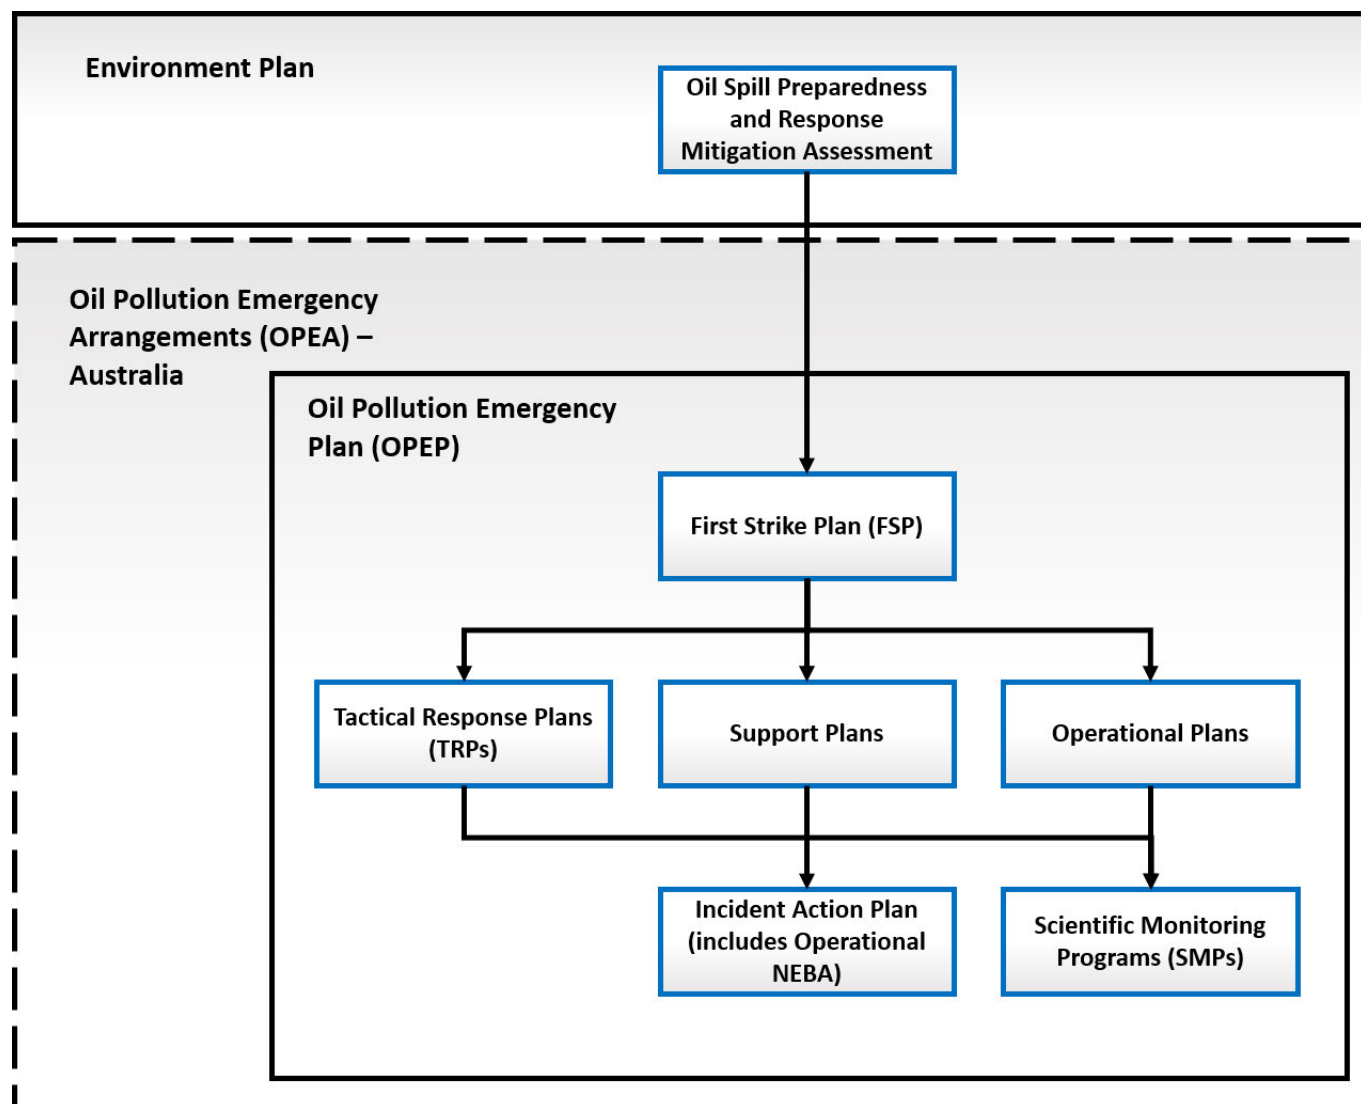 Environment Plan
Oil Spill Preparedness
and Response
Mitigation Assessment
Oil Pollution Emergency
Arrangements (OPEA) –
Australia
Oil Pollution Emergency
Plan (OPEP)
First Strike Plan (FSP)
Tactical Response Plans
(TRPs)
Support Plans
Operational Plans
Incident Action Plan
(includes Operational
NEBA)
Scientific Monitoring
Programs (SMPs)